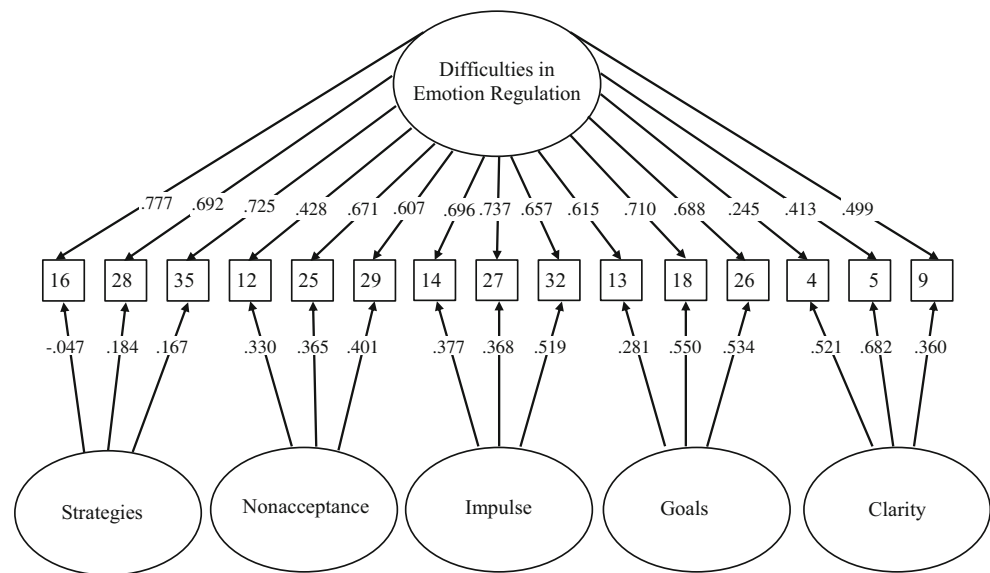 Difficulties in
Emotion Regulation
.777 .692 .725 .428 .671 .607 .696 .737 .657 .615 .710 .688 .245 .413 .499
16 28 35 12 25 29 14 27 32 13 18 26 4 5 9
-.047 .184 .167 .330 .365 .401 .377 .368 .519 .281 .550 .534 .521 .682 .360
Strategies Nonacceptance Impulse Goals Clarity